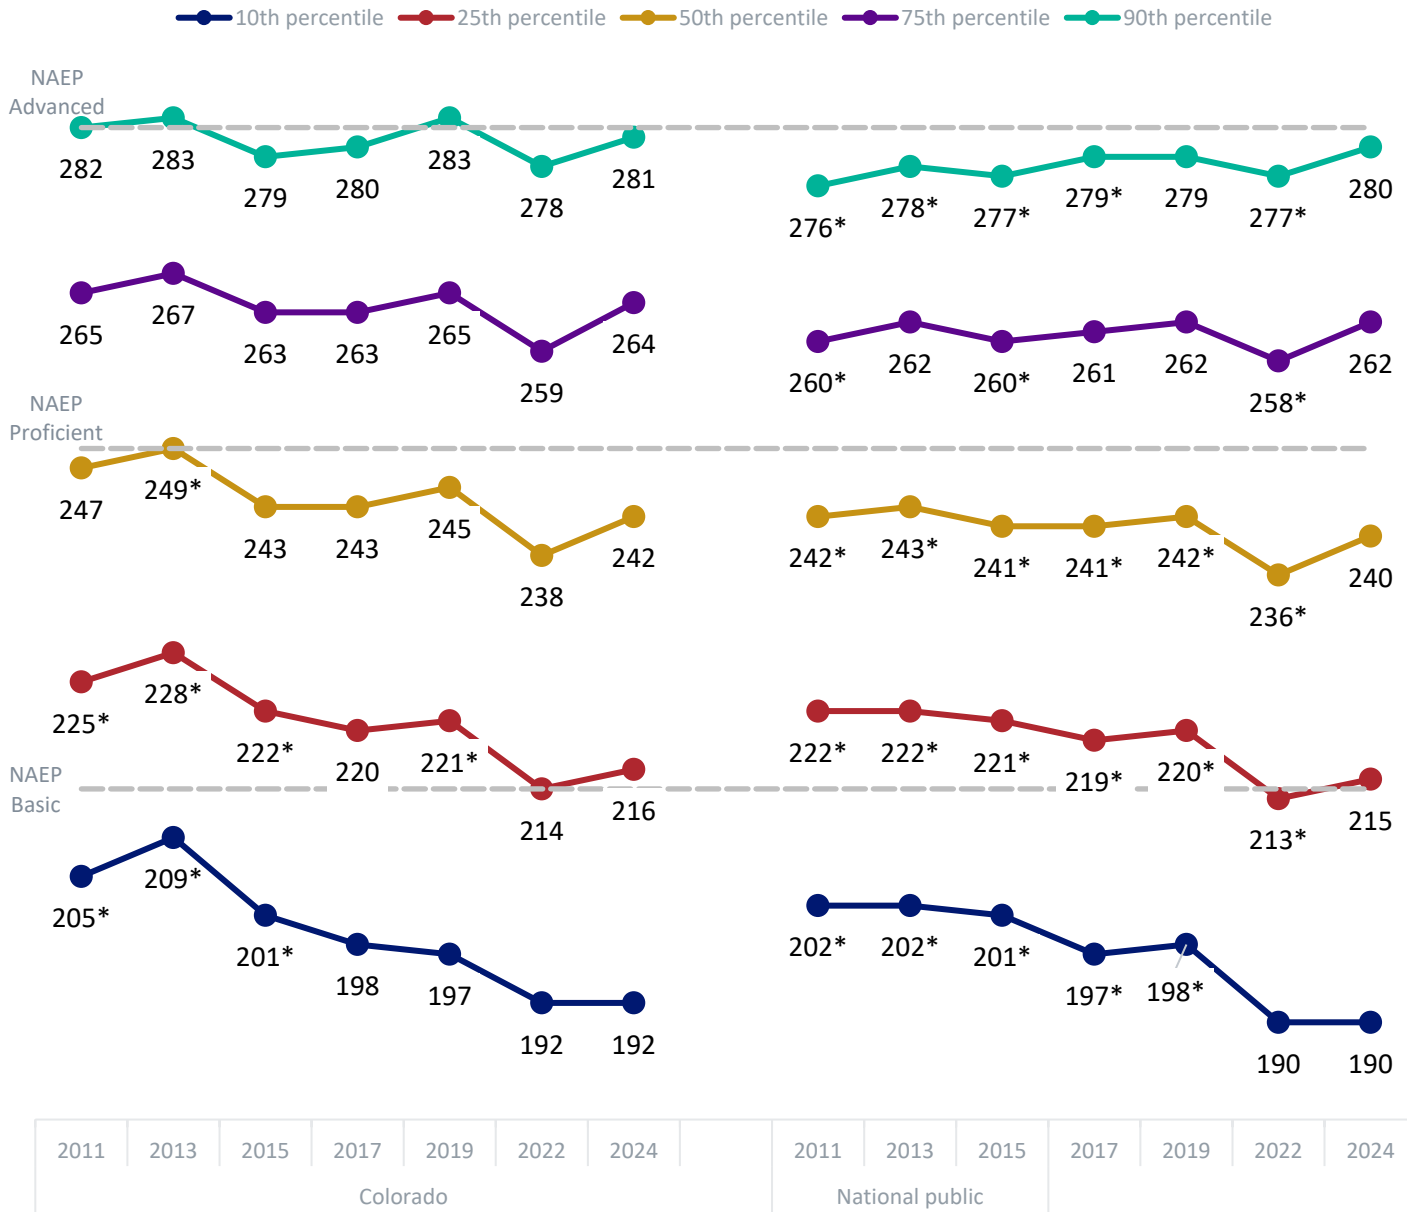 10th percentile 25th percentile 50th percentile 75th percentile 90th percentile
NAEP
Advanced
282 283 279 280 283 278 281 276* 278* 277* 279* 279 277* 280
265 267 263 263 265 259 264 260* 262 260* 261 262 258* 262
NAEP
Proficient
247 249* 243 243 245 238 242 242* 243* 241* 241* 242* 236* 240
225* 228* 222* 220 221* 214 216 222* 222* 221* 219* 220* 213* 215
NAEP
Basic
205* 209* 201* 198 197 192 192 202* 202* 201* 197* 198* 190 190
2011 2013 2015 2017 2019 2022 2024 2011 2013 2015 2017 2019 2022 2024
Colorado National public